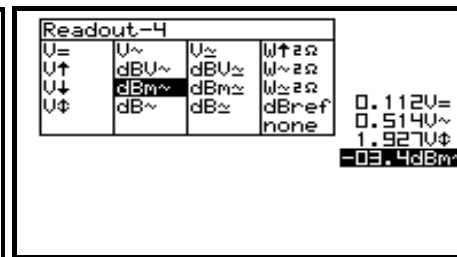 Readout-4
V= V~ V≃ W↑2Ω
V↑ dBV~ dBV≃ W~2Ω
V↓ dBm~ dBm≃ W≃2Ω
V⇕ dB~ dB≃ dBref
none
0.112V=
0.514V~
1.927V⇕
-03.4dBm~